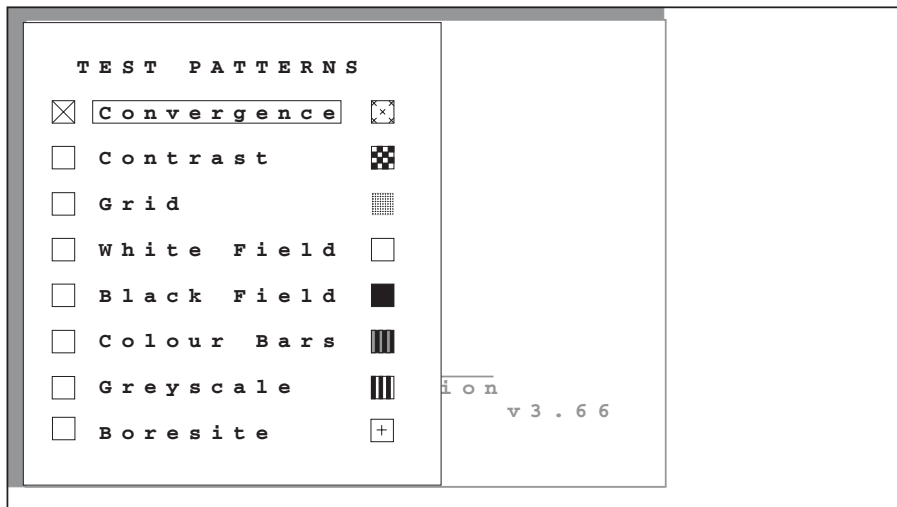 TEST PATTERNS
Convergence
Contrast
Grid
White Field
Black Field
Colour Bars
Greyscale
ion
v3.66
Boresite